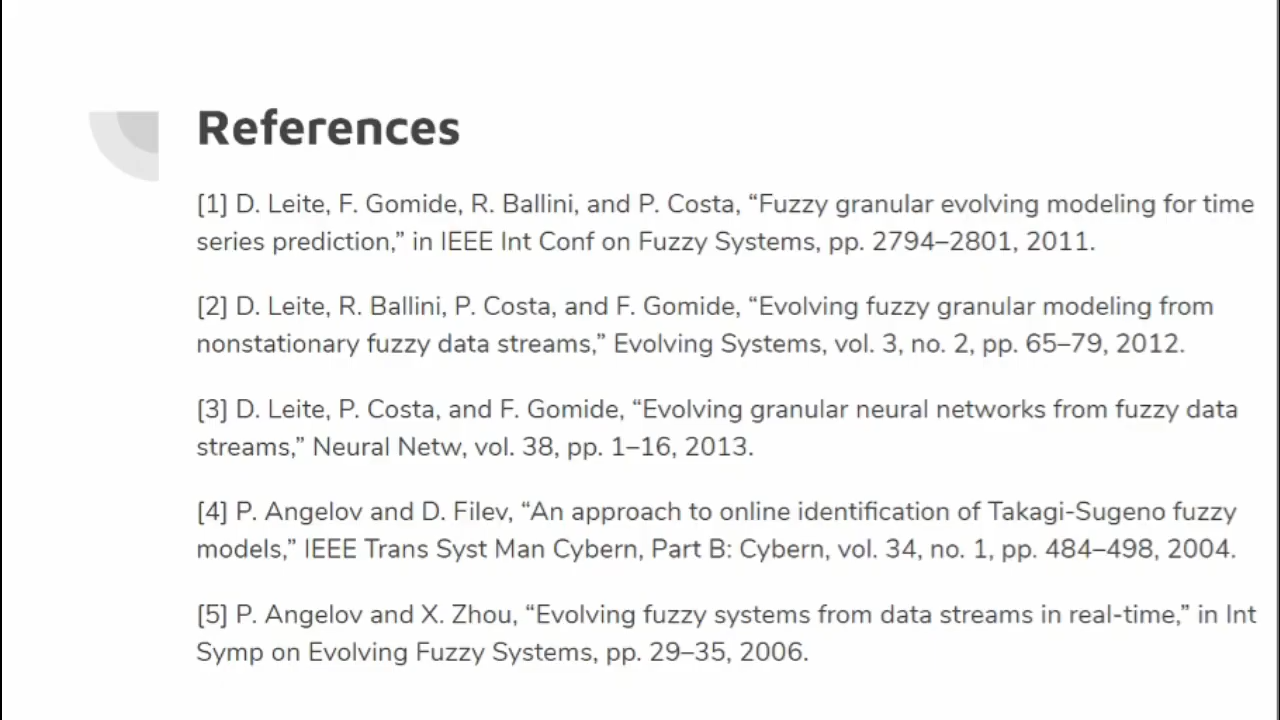 References
[1] D. Leite, F. Gomide, R. Ballini, and P. Costa, “Fuzzy granular evolving modeling for time
series prediction,” in IEEE Int Conf on Fuzzy Systems, pp. 2794–2801, 2011.
[2] D. Leite, R. Ballini, P. Costa, and F. Gomide, “Evolving fuzzy granular modeling from
nonstationary fuzzy data streams,” Evolving Systems, vol. 3, no. 2, pp. 65–79, 2012.
[3] D. Leite, P. Costa, and F. Gomide, “Evolving granular neural networks from fuzzy data
streams,” Neural Netw, vol. 38, pp. 1–16, 2013.
[4] P. Angelov and D. Filev, “An approach to online identification of Takagi-Sugeno fuzzy
models,” IEEE Trans Syst Man Cybern, Part B: Cybern, vol. 34, no. 1, pp. 484–498, 2004.
[5] P. Angelov and X. Zhou, “Evolving fuzzy systems from data streams in real-time,” in Int
Symp on Evolving Fuzzy Systems, pp. 29–35, 2006.